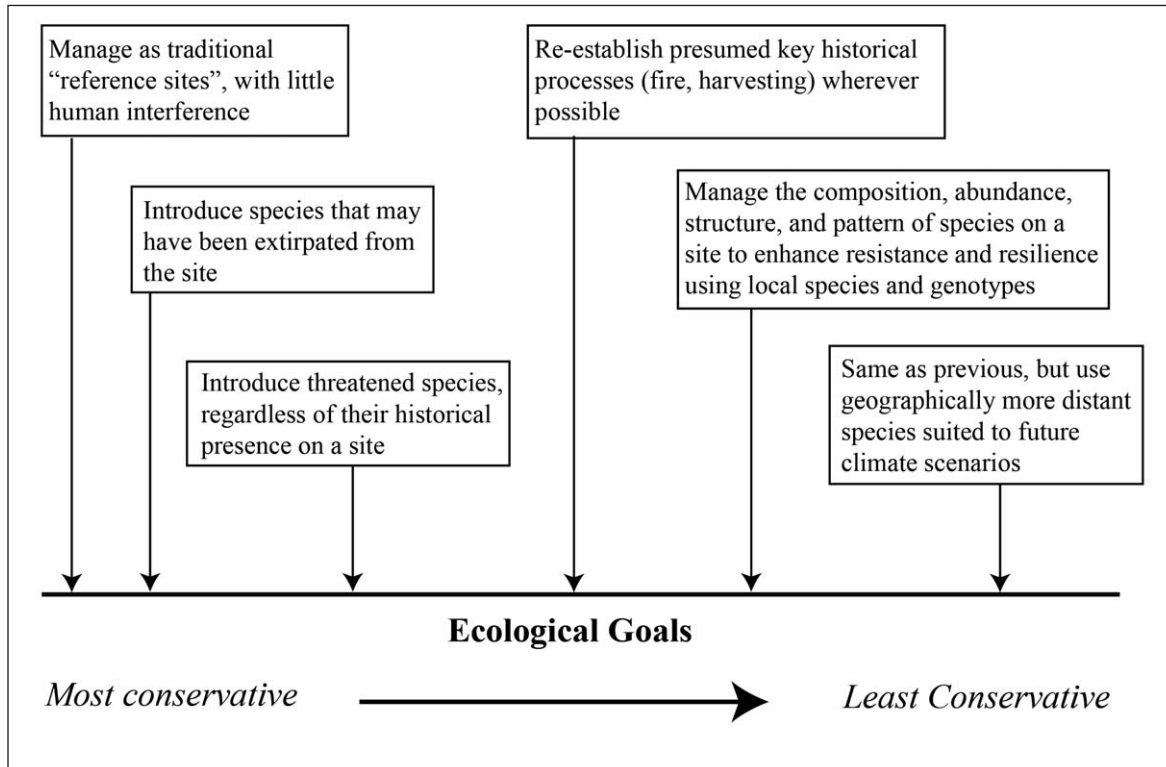 Manage as traditional
“reference sites”, with little
human interference
Re-establish presumed key historical
processes (fire, harvesting) wherever
possible
Introduce species that may
have been extirpated from
the site
Manage the composition, abundance,
structure, and pattern of species on a
site to enhance resistance and resilience
using local species and genotypes
Introduce threatened species,
regardless of their historical
presence on a site
Same as previous, but use
geographically more distant
species suited to future
climate scenarios
Ecological Goals
Most conservative
Least Conservative